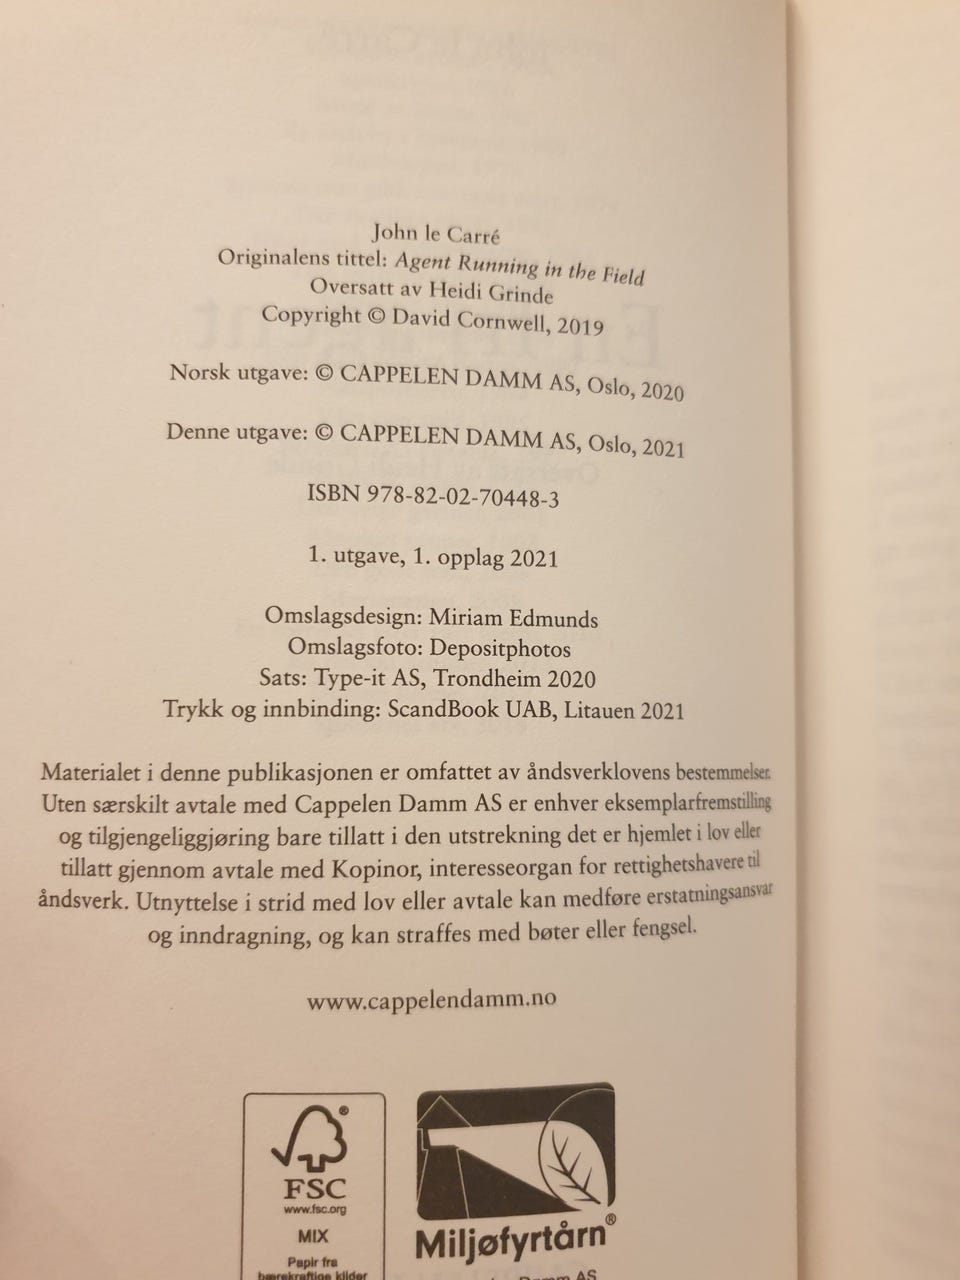 John le Carré
Originalens tittel: Agent Running in the Field
Oversatt av Heidi Grinde
Copyright © David Cornwell, 2019
Norsk utgave: © CAPPELEN DAMM AS, Oslo, 2020
Denne utgave: © CAPPELEN DAMM AS, Oslo, 2021
ISBN 978-82-02-70448-3
1. utgave, 1. opplag 2021
Omslagsdesign: Miriam Edmunds
Omslagsfoto: Depositphotos
Sats: Type-it AS, Trondheim 2020
Trykk og innbinding: ScandBook UAB, Litauen 2021
Materialet i denne publikasjonen er omfattet av åndsverklovens bestemmelser.
Uten særskilt avtale med Cappelen Damm AS er enhver eksemplarfremstilling
og tilgjengeliggjøring bare tillatt i den utstrekning det er hjemlet i lov eller
tillatt gjennom avtale med Kopinor, interesseorgan for rettighetshavere til
åndsverk. Utnyttelse i strid med lov eller avtale kan medføre erstatningsansvar
og inndragning, og kan straffes med bøter eller fengsel.
www.cappelendamm.no
FSC
www.fsc.org
MIX
Papir fra
bærekraftige kilder
Miljøfyrtårn®
Damm AS